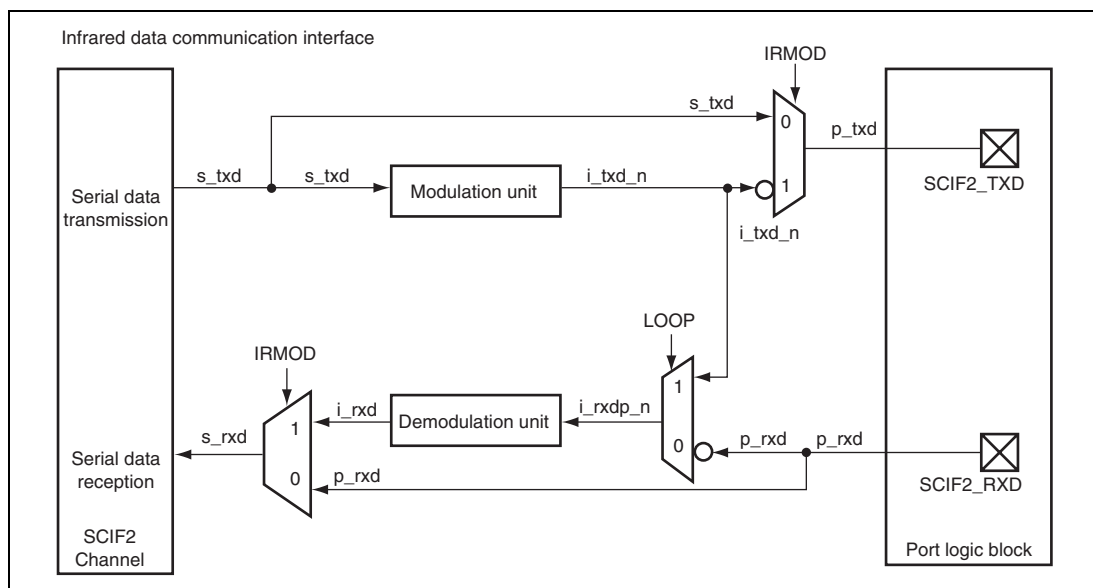 Infrared data communication interface
IRMOD
s_txd
0
p_txd
s_txd
s_txd
Modulation unit
i_txd_n
1
SCIF2_TXD
Serial data
transmission
i_txd_n
LOOP
IRMOD
1
i_rxd
Demodulation unit
i_rxdp_n
1
s_rxd
0
p_rxd
p_rxd
Serial data
reception
0
p_rxd
SCIF2_RXD
SCIF2
Channel
Port logic block